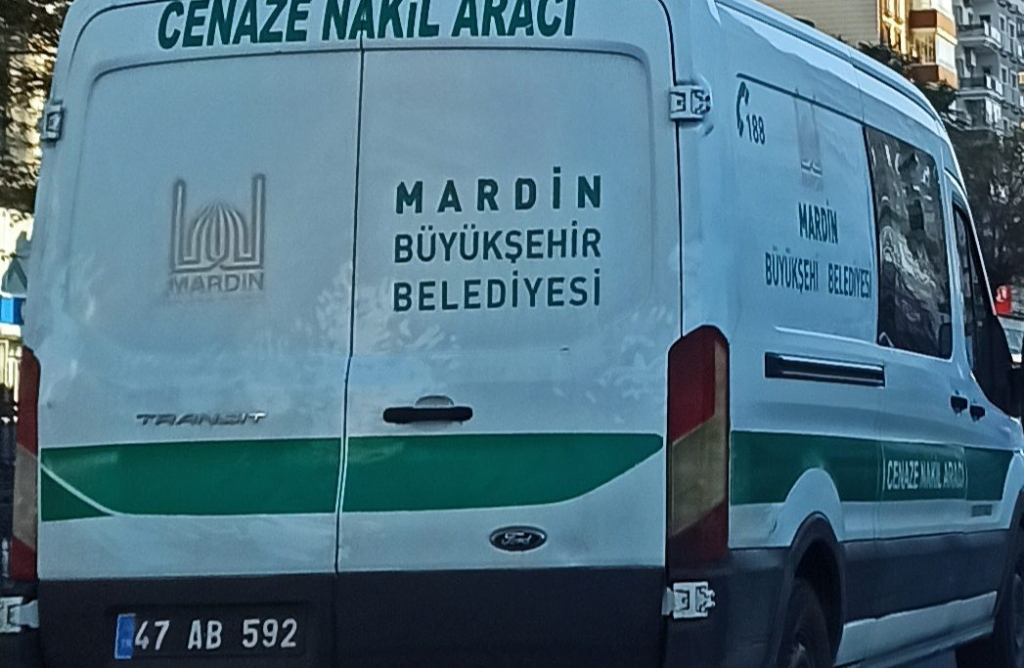 CENAZE NAKİL ARACI
MARDİN
MARDİN
BÜYÜKŞEHİR
BELEDİYESİ
TRANSIT
Ford
47 AB 592
188
MARDİN
BÜYÜKŞEHİ BELEDİYESİ
CENAZE NAKİL ARACI